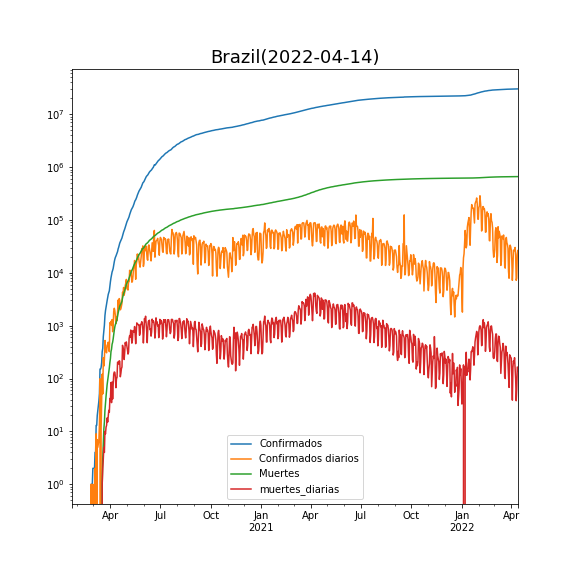 Brazil(2022-04-14)
10^7
10^6
10^5
10^4
10^3
10^2
10^1
10^0
Confirmados
Confirmados diarios
Muertes
muertes_diarias
Apr Jul Oct Jan Apr Jul Oct Jan Apr
2021 2022